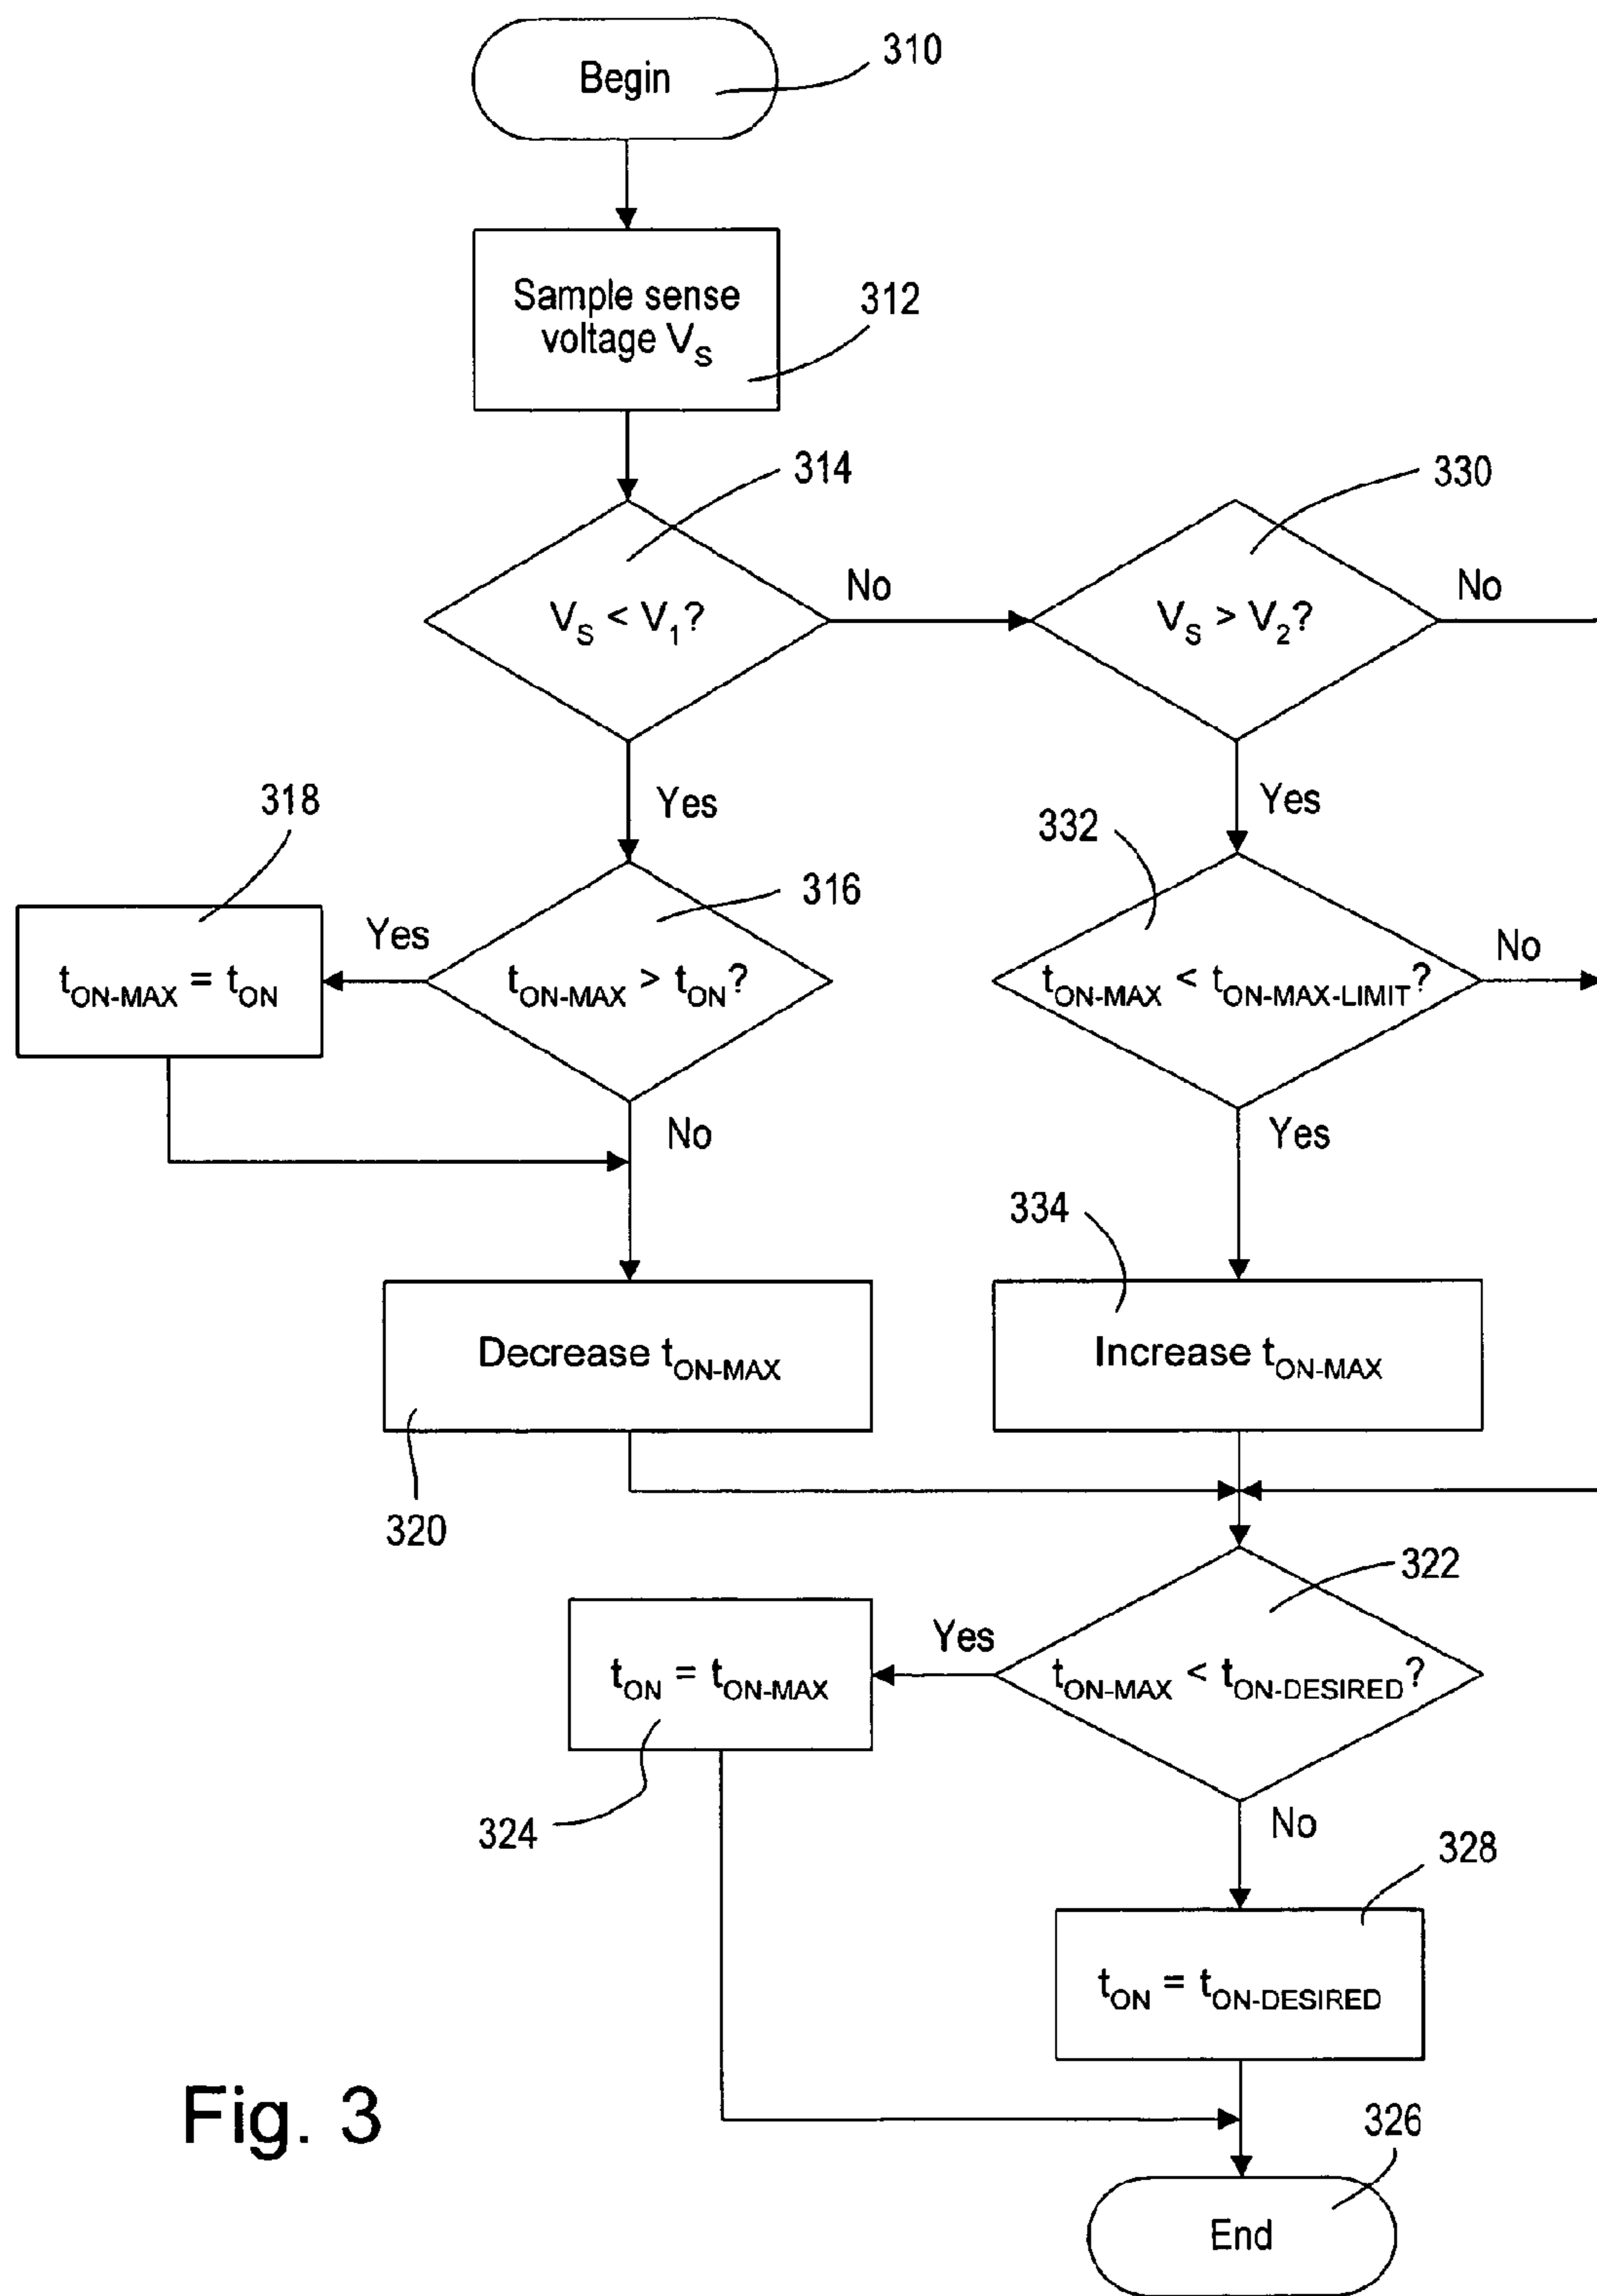 Begin
310
Sample sense
voltage V_S
312
314
330
V_S < V_1?
No
V_S > V_2?
No
Yes
Yes
318
332
316
t_ON-MAX = t_ON
Yes
t_ON-MAX > t_ON?
t_ON-MAX < t_ON-MAX-LIMIT?
No
No
Yes
334
Decrease t_ON-MAX
Increase t_ON-MAX
320
322
t_ON = t_ON-MAX
Yes
t_ON-MAX < t_ON-DESIRED?
324
No
328
t_ON = t_ON-DESIRED
Fig. 3
326
End